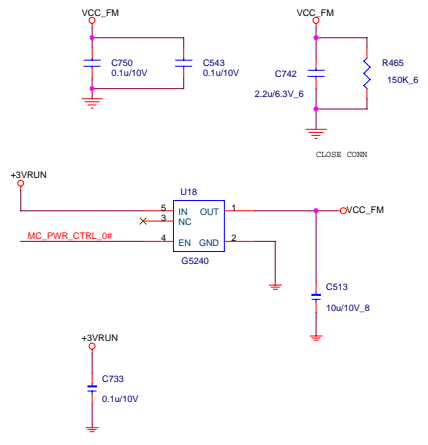 VCC_FM
C750
0.1u/10V
C543
0.1u/10V
VCC_FM
C742
2.2u/6.3V_6
R465
150K_6
CLOSE CONN
+3VRUN
U18
5 IN OUT 1
3 NC
4 EN GND 2
G5240
MC_PWR_CTRL_0#
VCC_FM
C513
10u/10V_8
+3VRUN
C733
0.1u/10V